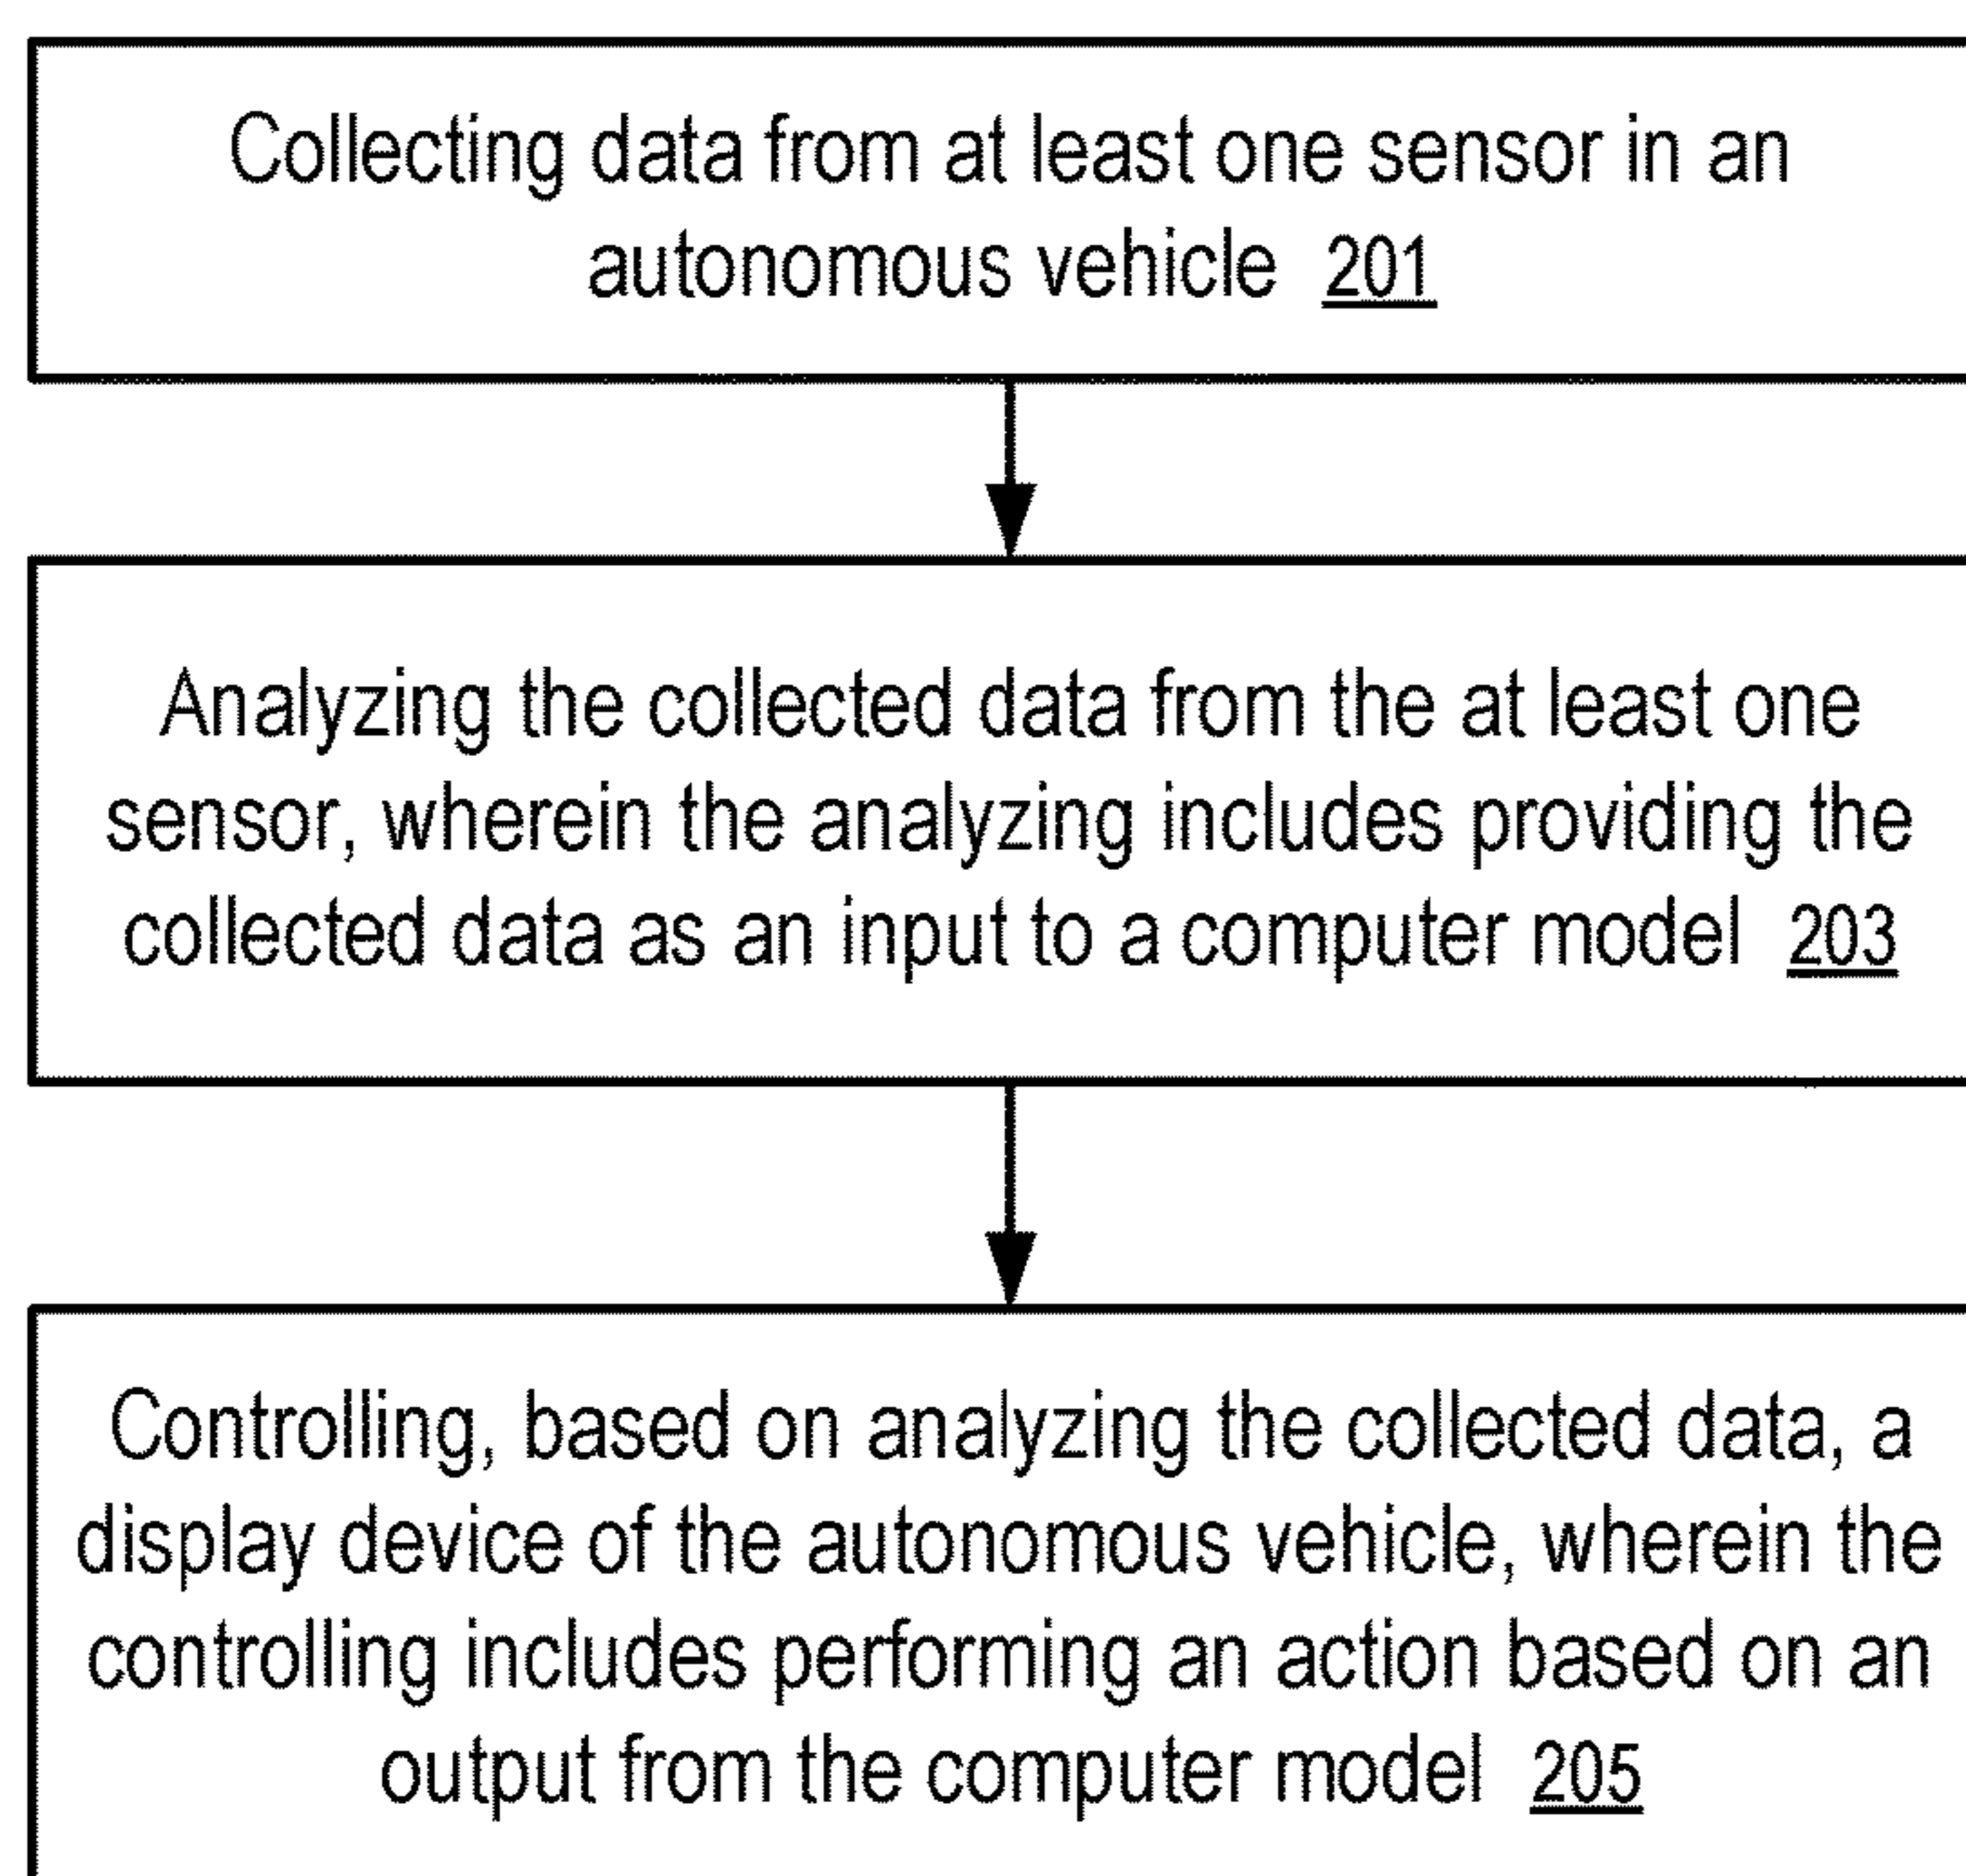 Collecting data from at least one sensor in an
autonomous vehicle 201
Analyzing the collected data from the at least one
sensor, wherein the analyzing includes providing the
collected data as an input to a computer model 203
Controlling, based on analyzing the collected data, a
display device of the autonomous vehicle, wherein the
controlling includes performing an action based on an
output from the computer model 205